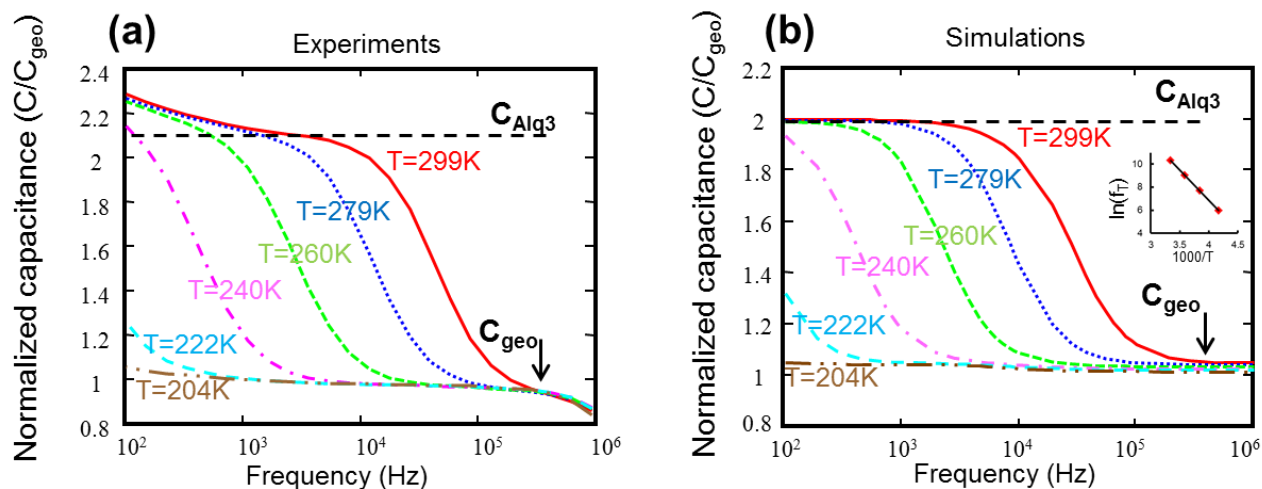 (a)
Experiments
Normalized capacitance (C/Cgeo)
2.4
2.2
2
1.8
1.6
1.4
1.2
1
0.8
CAlq3
T=299K
T=279K
T=260K
T=240K
T=222K
T=204K
Cgeo
10² 10³ 10⁴ 10⁵ 10⁶
Frequency (Hz)
(b)
Simulations
Normalized capacitance (C/Cgeo)
2.2
2
1.8
1.6
1.4
1.2
1
0.8
CAlq3
T=299K
T=279K
T=260K
T=240K
T=222K
T=204K
Cgeo
ln(fT)
10
8
6
4
3 3.5 4 4.5
1000/T
10² 10³ 10⁴ 10⁵ 10⁶
Frequency (Hz)